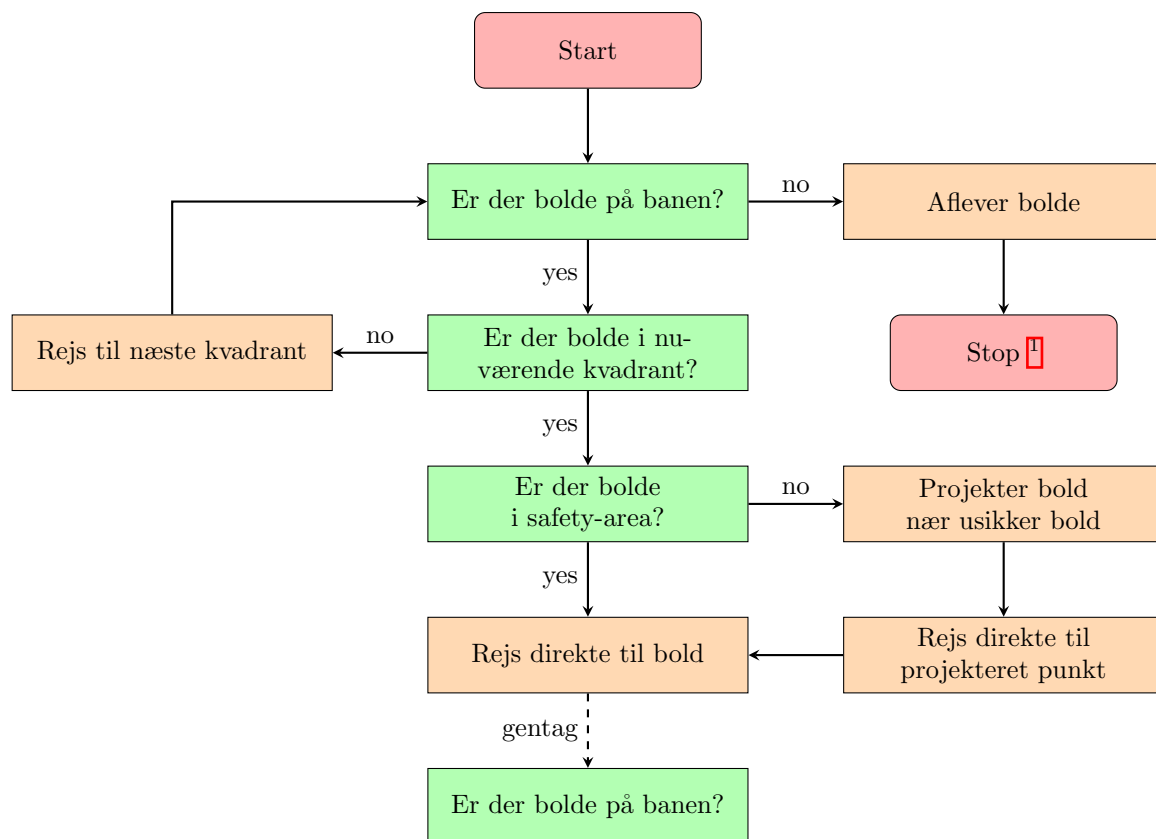 Start
Er der bolde på banen?
no
Aflever bolde
yes
Rejs til næste kvadrant
no
Er der bolde i nu-
værende kvadrant?
Stop 1
yes
Er der bolde
i safety-area?
no
Projekter bold
nær usikker bold
yes
Rejs direkte til bold
Rejs direkte til
projekteret punkt
gentag
Er der bolde på banen?